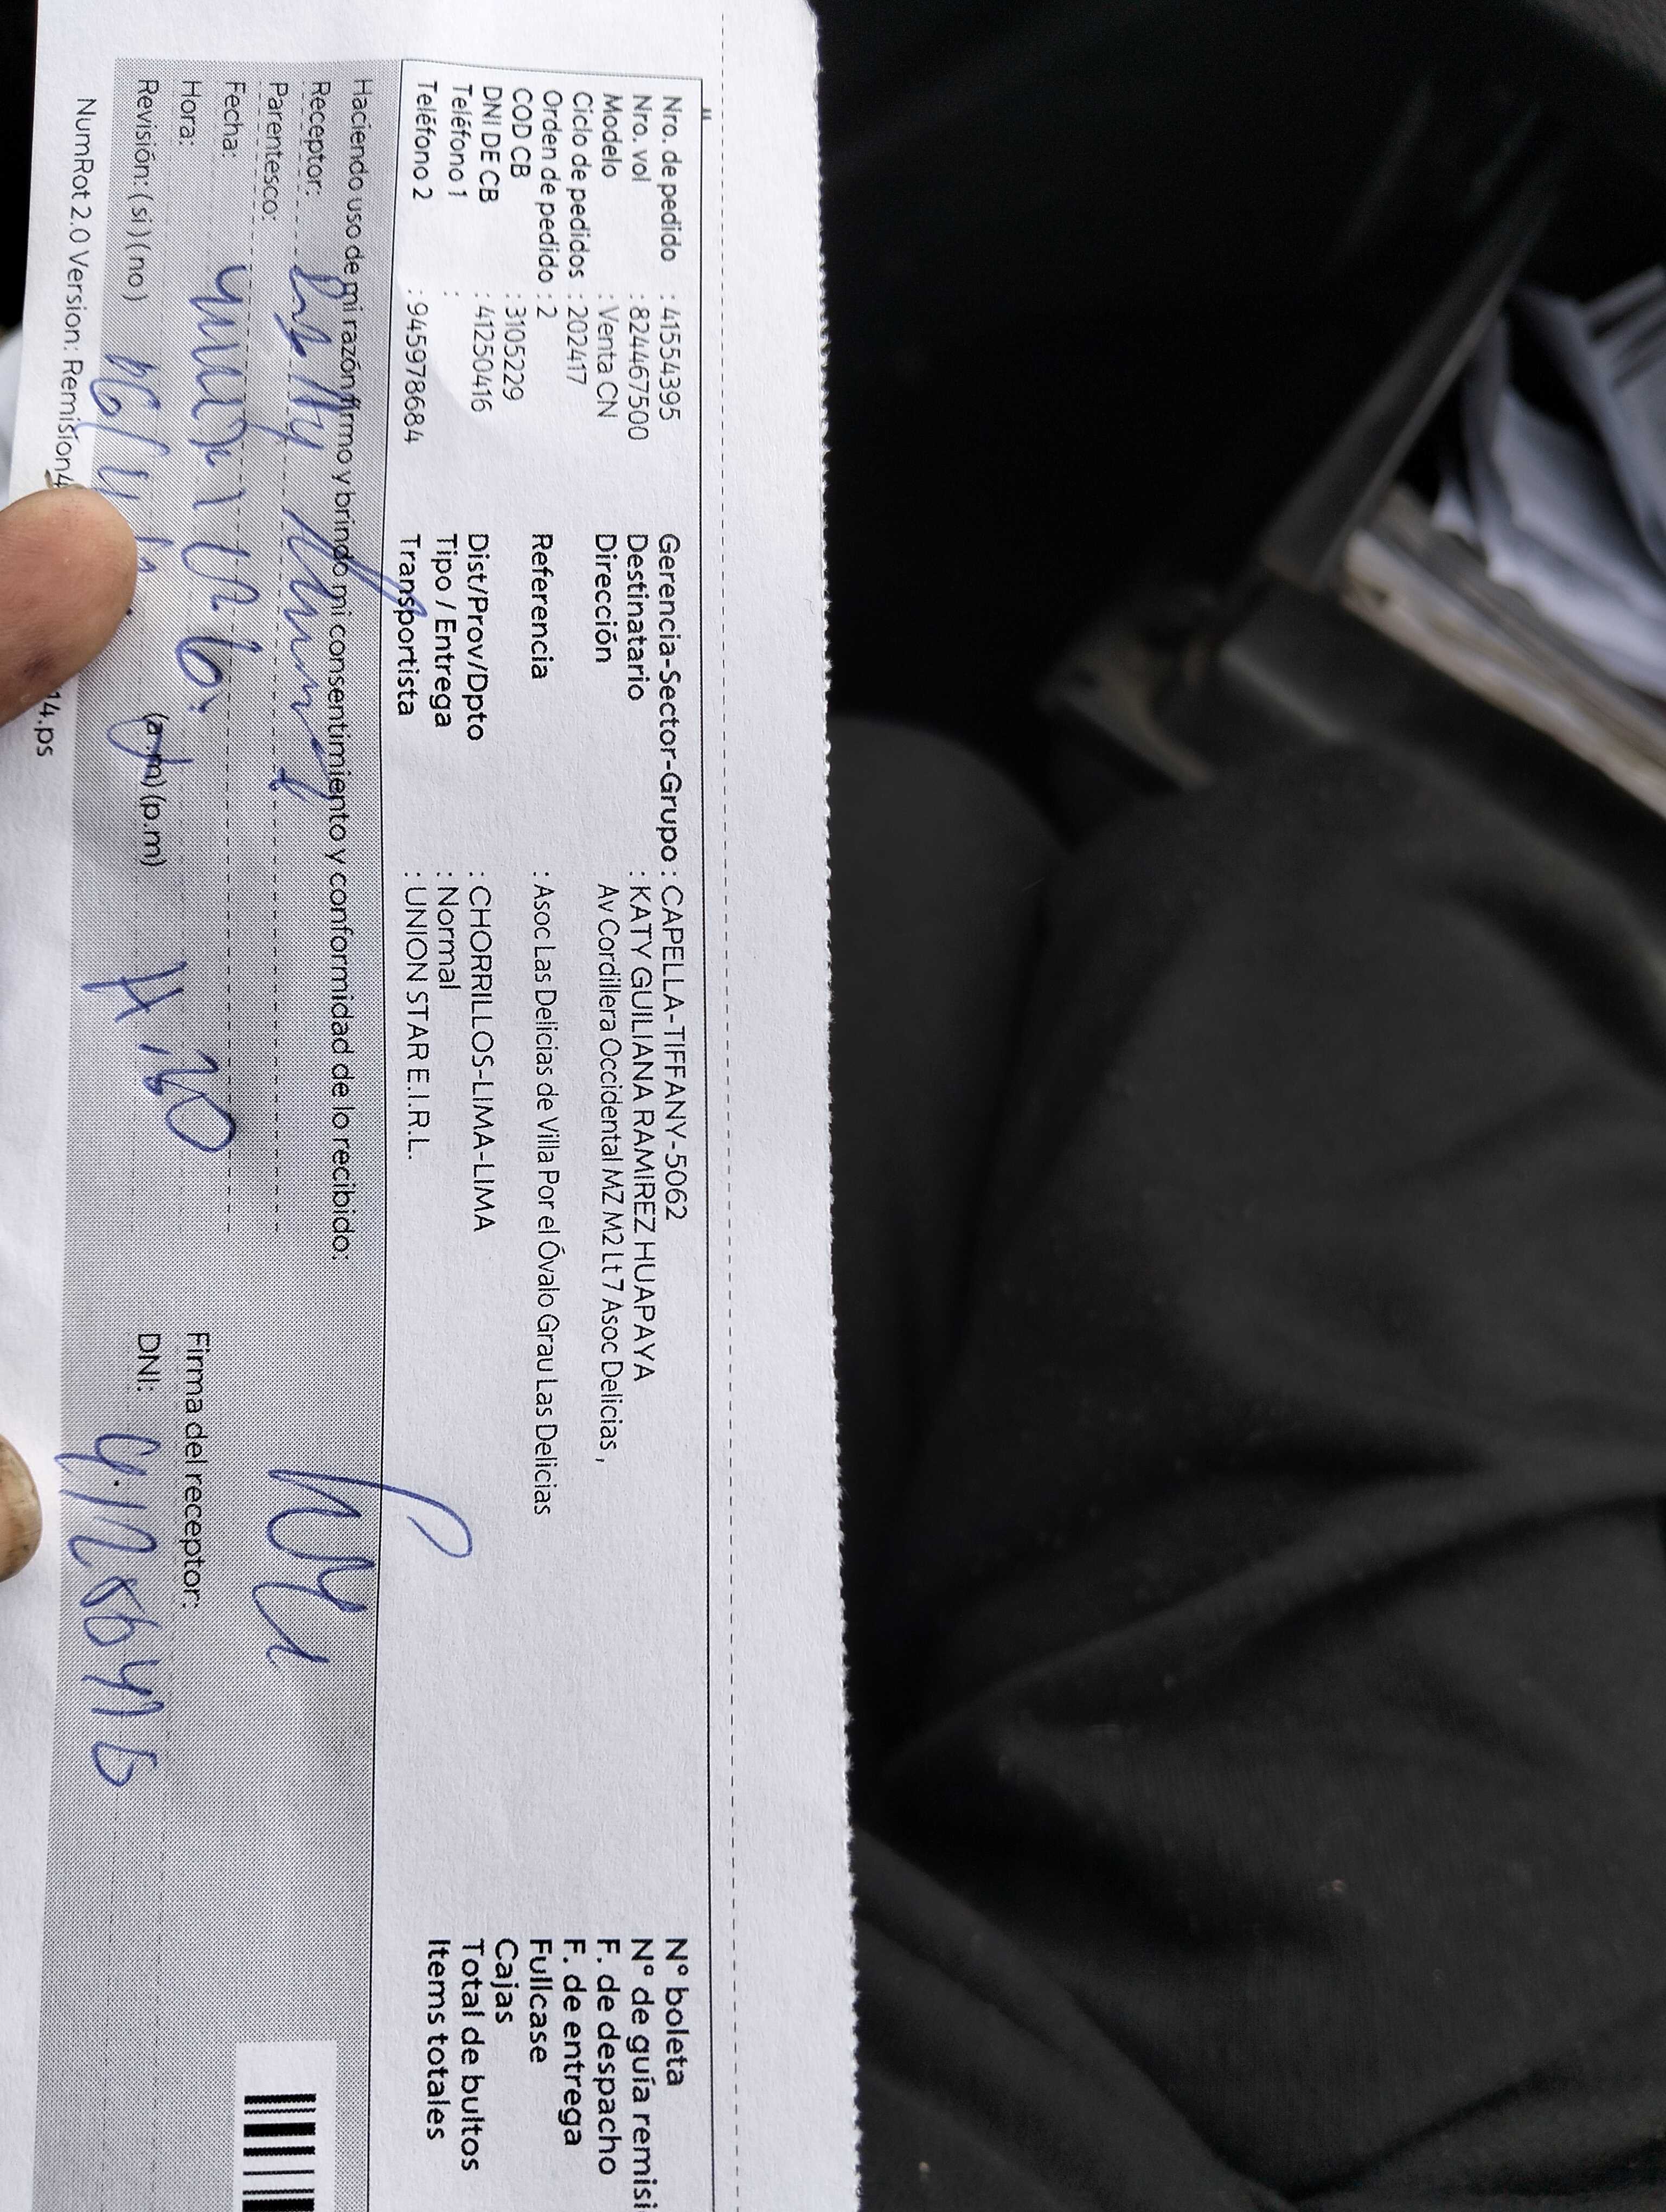 Nro. de pedido : 41554395
Nro. vol : 824467500
Modelo : Venta CN
Ciclo de pedidos : 202417
Orden de pedido : 2
COD CB : 3105229
DNI DE CB : 41250416
Teléfono 1 :
Teléfono 2 : 945978684
Gerencia-Sector-Grupo : CAPELLA-TIFFANY-5062
Destinatario : KATY GUILIANA RAMIREZ HUAPAYA
Dirección Av Cordillera Occidental MZ M2 Lt 7 Asoc Delicias ,
Referencia : Asoc Las Delicias de Villa Por el Óvalo Grau Las Delicias
Dist/Prov/Dpto : CHORRILLOS-LIMA-LIMA
Tipo / Entrega : Normal
Transportista : UNION STAR E.I.R.L.
N° boleta
N° de guía remisi
F. de despacho
F. de entrega
Fullcase
Cajas
Total de bultos
Items totales
Haciendo uso de mi razón firmo y brindo mi consentimiento y conformidad de lo recibido:
Receptor:
Parentesco:
Fecha:
Hora: (a.m) (p.m)
Revisión: ( si ) ( no )
Firma del receptor:
DNI: 41250416
NumRot 2.0 Version: Remision4
14.ps